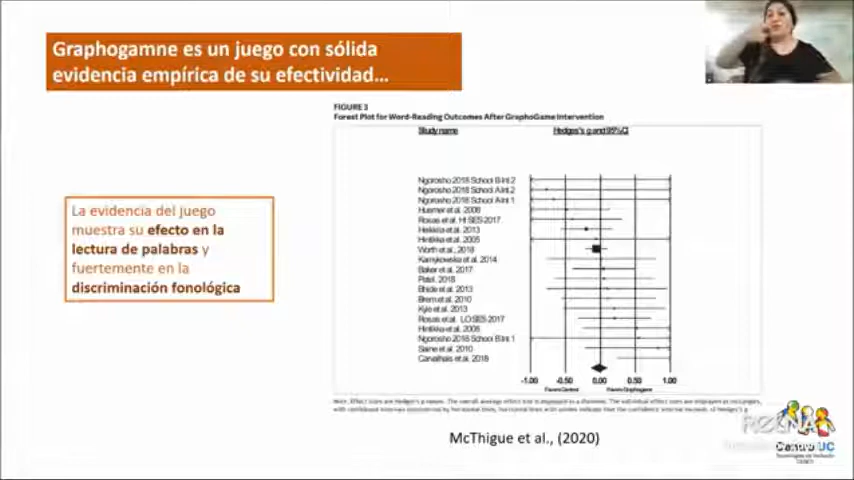 Graphogamne es un juego con sólida
evidencia empírica de su efectividad...
FIGURE 3
Forest Plot for Word-Reading Outcomes After GraphoGame Intervention
Study name Hedges's g and 95% CI
Ngorosho 2018 School B Int 2
Ngorosho 2018 School A Int 2
Ngorosho 2018 School A Int 1
Huemer et al. 2008
Rosas HI SES 2017
Heikkila et al. 2013
Hintikka et al. 2005
Worth et al., 2018
Kamykowska et al. 2014
Baker et al. 2017
Patel, 2018
Bhide et al. 2013
Brem et al. 2010
Kyle et al. 2013
Rosas et al. LO SES 2017
Hintikka et al. 2008
Ngorosho 2018 School B Int 1
Saine et al. 2010
Carvalhais et al. 2018
-1.00 -0.50 0.00 0.50 1.00
La evidencia del juego
muestra su efecto en la
lectura de palabras y
fuertemente en la
discriminación fonológica
McThigue et al., (2020)
Centro UC